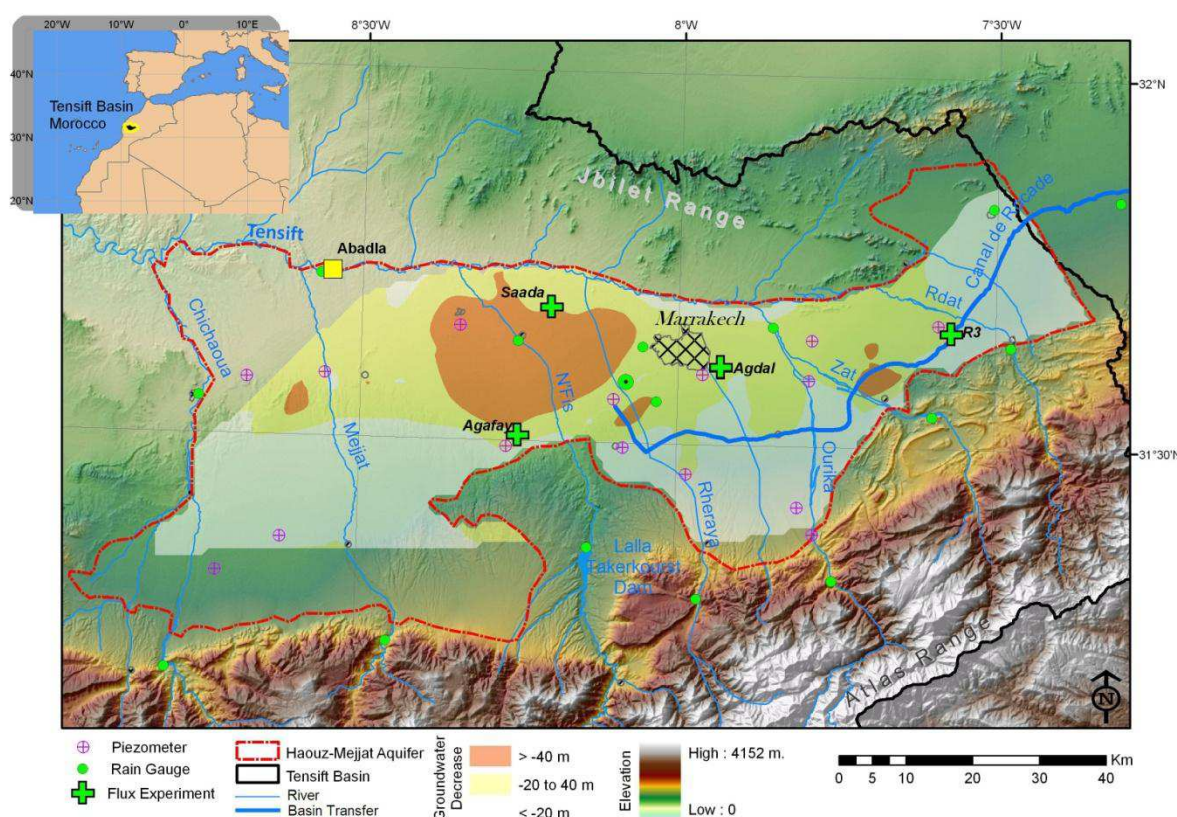 20°W 10°W 0° 10°E
40°N
30°N
20°N
Tensift Basin
Morocco
8°30'W 8°W 7°30'W
32°N
31°30'N
Jbilet Range
Canal de Rocade
Tensift
Abadla
Saada
Marrakech
Rdat
R3
Chichaoua
Agdal
Zat
N'Fis
Agafay
Mejjat
Ourika
Rheraya
Lalla
Takerkourst
Dam
Atlas Range
N
Piezometer
Rain Gauge
Flux Experiment
Haouz-Mejjat Aquifer
Tensift Basin
River
Basin Transfer
Groundwater
Decrease
> -40 m
-20 to 40 m
< -20 m
Elevation
High : 4152 m.
Low : 0
0 5 10 20 30 40 Km